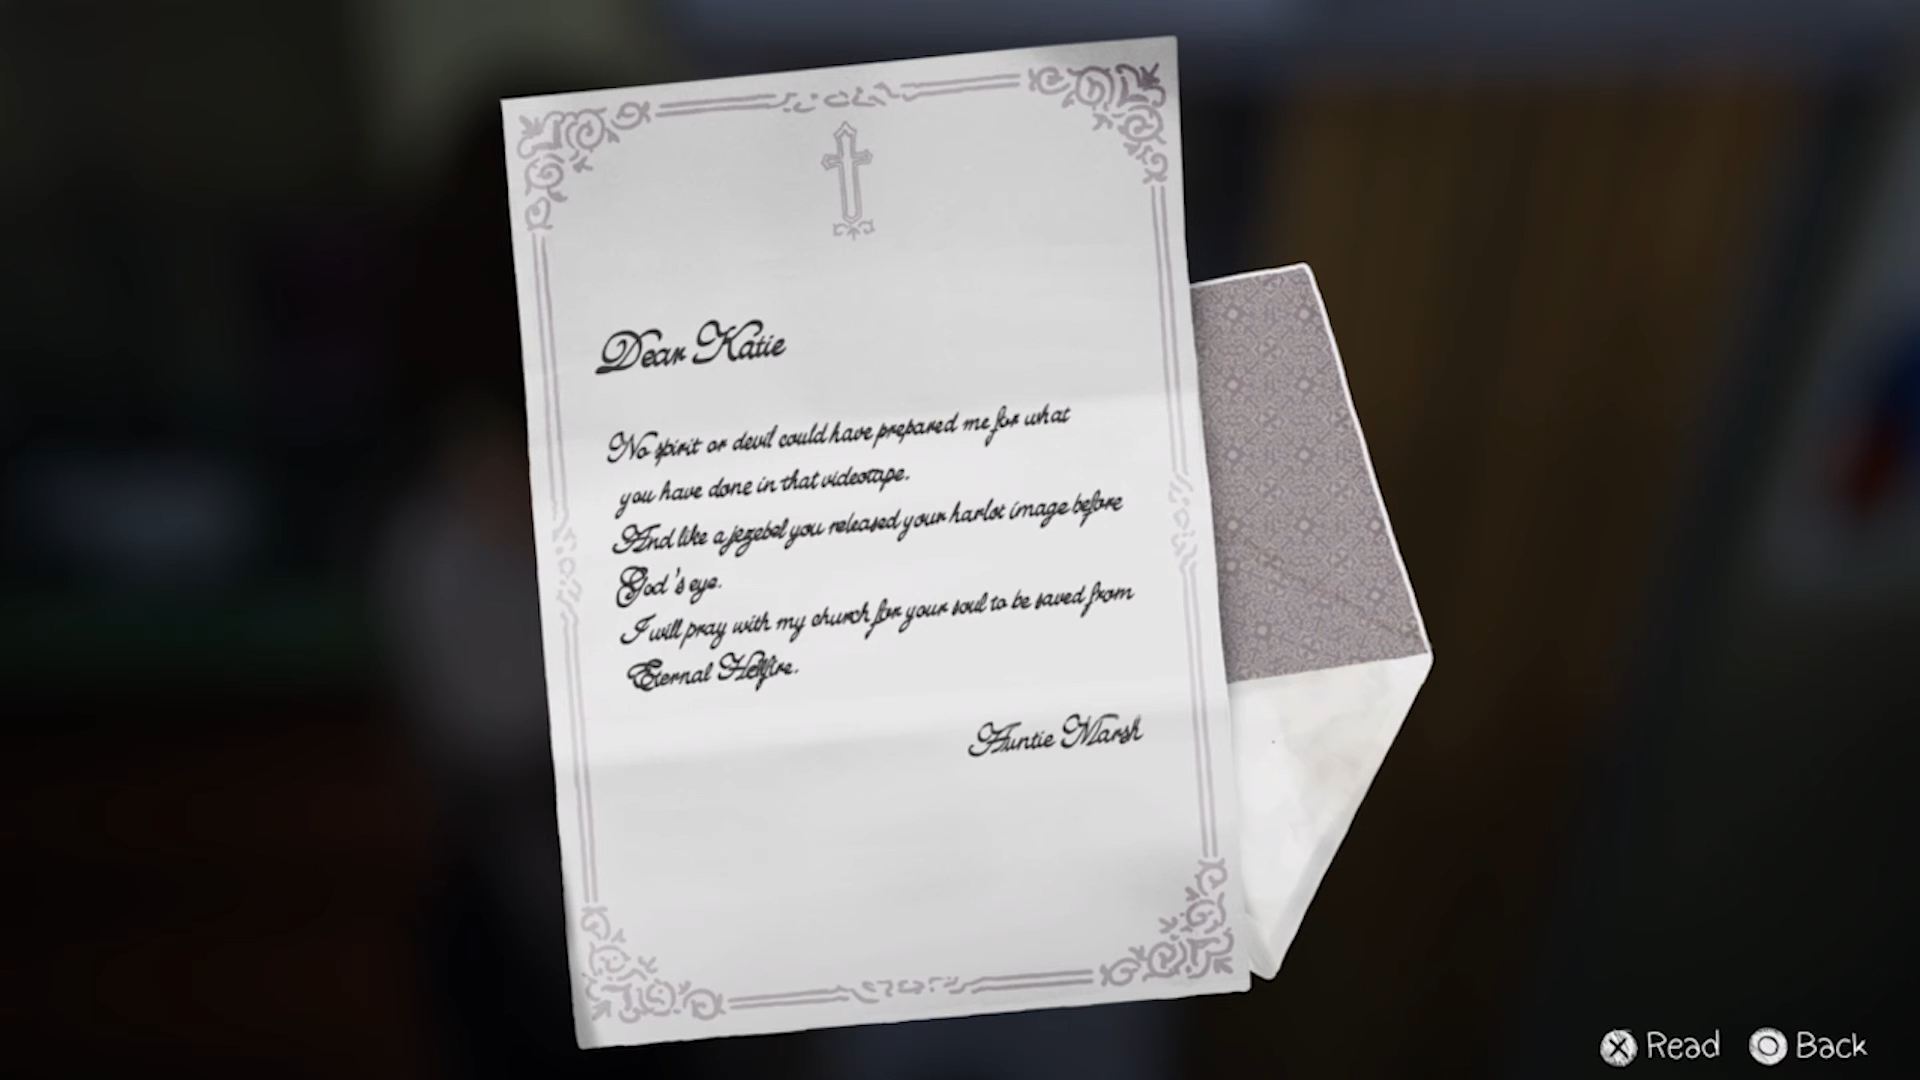 Dear Katie
No spirit or devil could have prepared me for what
you have done in that videotape.
And like a jezebel you released your harlot image before
God's eye.
I will pray with my church for your soul to be saved from
Eternal Hellfire.
Auntie Marsh
Read Back